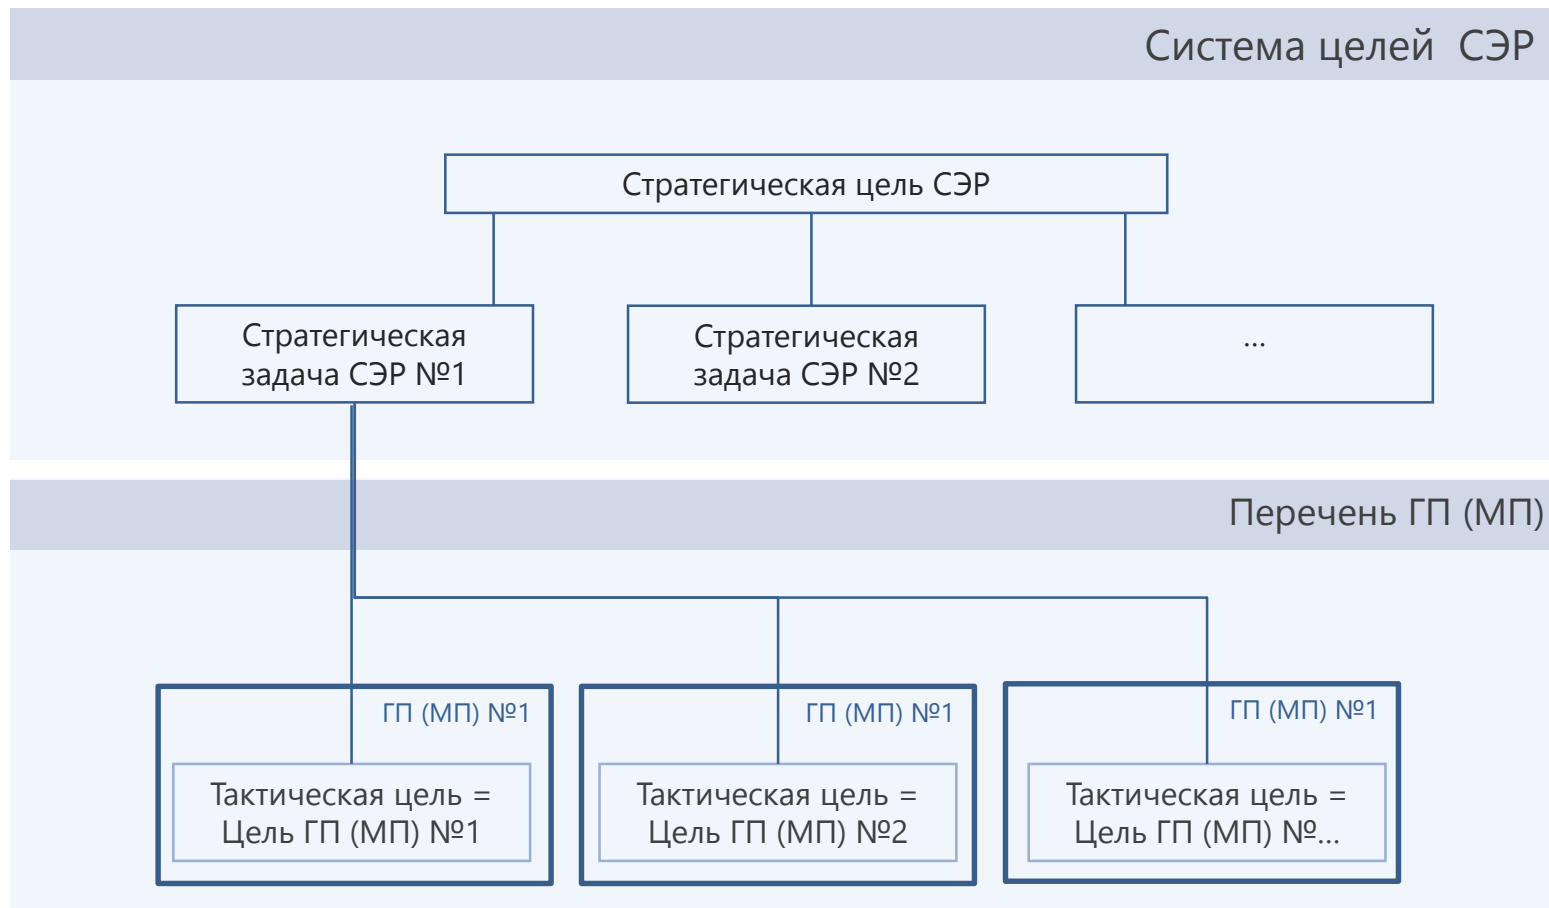 Система целей СЭР
Стратегическая цель СЭР
Стратегическая
задача СЭР №1
Стратегическая
задача СЭР №2
...
Перечень ГП (МП)
ГП (МП) №1
Тактическая цель =
Цель ГП (МП) №1
ГП (МП) №1
Тактическая цель =
Цель ГП (МП) №2
ГП (МП) №1
Тактическая цель =
Цель ГП (МП) №...